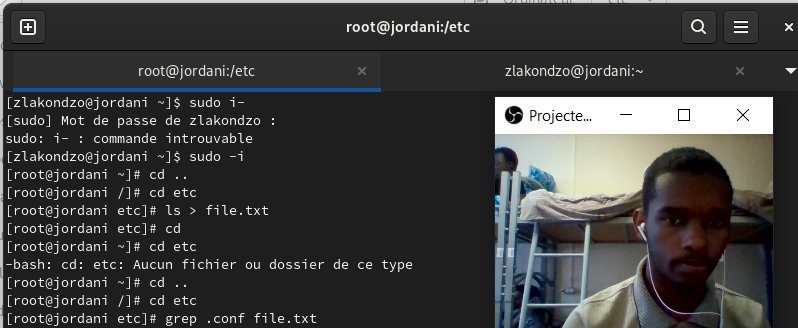 root@jordani:/etc
root@jordani:/etc
zlakondzo@jordani:~
[zlakondzo@jordani ~]$ sudo i-
[sudo] Mot de passe de zlakondzo :
sudo: i- : commande introuvable
[zlakondzo@jordani ~]$ sudo -i
[root@jordani ~]# cd ..
[root@jordani /]# cd etc
[root@jordani etc]# ls > file.txt
[root@jordani etc]# cd
[root@jordani ~]# cd etc
-bash: cd: etc: Aucun fichier ou dossier de ce type
[root@jordani ~]# cd ..
[root@jordani /]# cd etc
[root@jordani etc]# grep .conf file.txt
Projecte...